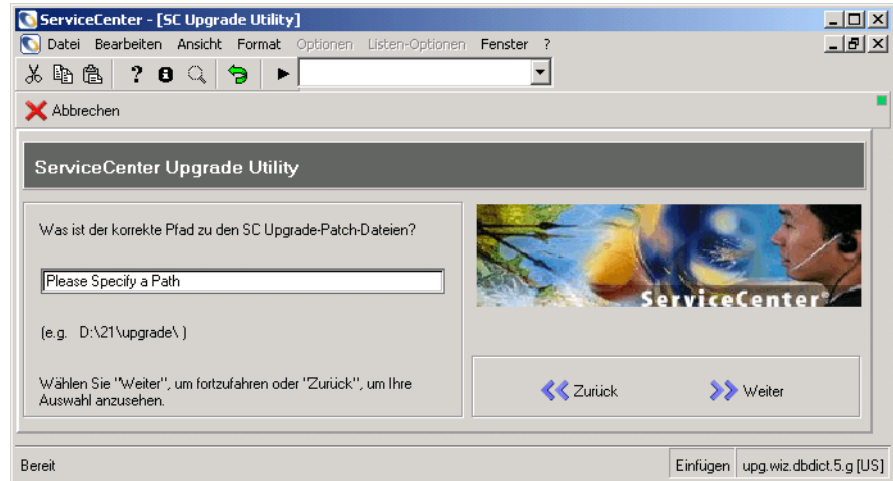 ServiceCenter - [SC Upgrade Utility]
Datei Bearbeiten Ansicht Format Optionen Listen-Optionen Fenster ?
Abbrechen
ServiceCenter Upgrade Utility
Was ist der korrekte Pfad zu den SC Upgrade-Patch-Dateien?
Please Specify a Path
(e.g. D:\21\upgrade\ )
Wählen Sie "Weiter", um fortzufahren oder "Zurück", um Ihre
Auswahl anzusehen.
ServiceCenter®
Zurück Weiter
Bereit Einfügen upg.wiz.dbdict.5.g [US]